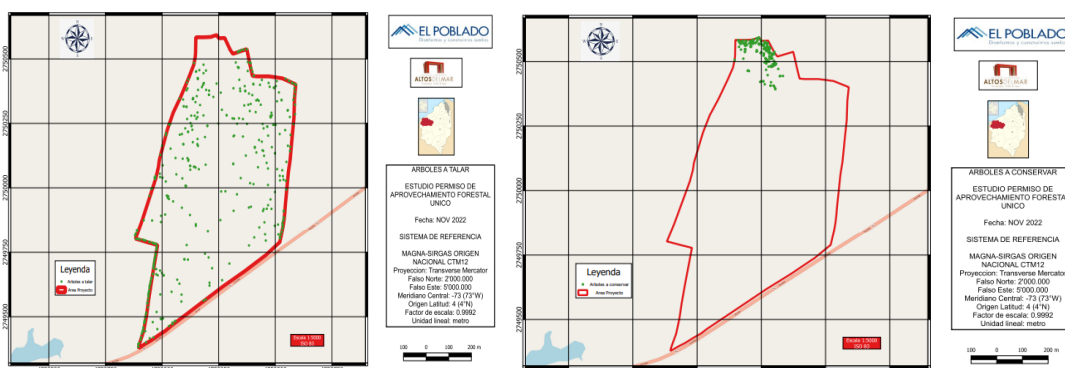 2750500
2750250
2750000
2749750
2749500
Leyenda
Arboles a talar
Area Proyecto
Escala 1:5000
ISO 83
EL POBLADO
Diseñamos y construimos sueños
ALTOSDELMAR
ARBOLES A TALAR
ESTUDIO PERMISO DE
APROVECHAMIENTO FORESTAL
UNICO
Fecha: NOV 2022
SISTEMA DE REFERENCIA
MAGNA-SIRGAS ORIGEN
NACIONAL CTM12
Proyeccion: Transverse Mercator
Falso Norte: 2'000.000
Falso Este: 5'000.000
Meridiano Central: -73 (73°W)
Origen Latitud: 4 (4°N)
Factor de escala: 0.9992
Unidad lineal: metro
100 0 100 200 m
2750500
2750250
2750000
2749750
2749500
Leyenda
Arboles a conservar
Area Proyecto
Escala 1:5000
ISO 83
EL POBLADO
Diseñamos y construimos sueños
ALTOSDELMAR
ARBOLES A CONSERVAR
ESTUDIO PERMISO DE
APROVECHAMIENTO FORESTA
UNICO
Fecha: NOV 2022
SISTEMA DE REFERENCIA
MAGNA-SIRGAS ORIGEN
NACIONAL CTM12
Proyeccion: Transverse Mercator
Falso Norte: 2'000.000
Falso Este: 5'000.000
Meridiano Central: -73 (73°W)
Origen Latitud: 4 (4°N)
Factor de escala: 0.9992
Unidad lineal: metro
100 0 100 200 m